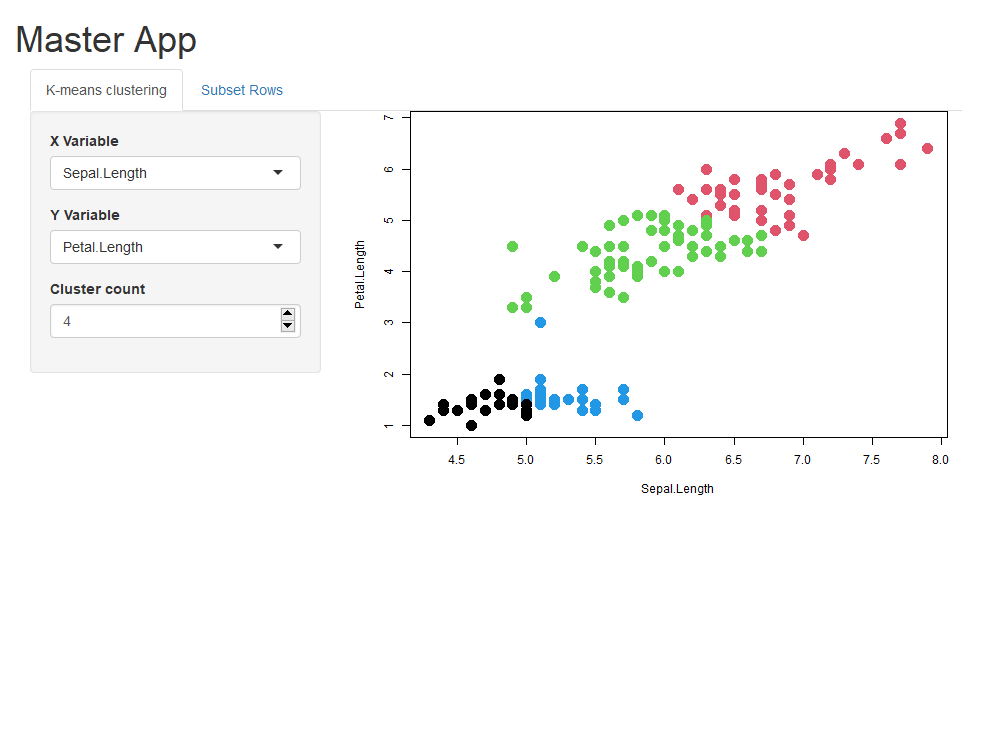 Master App
K-means clustering
Subset Rows
X Variable
Sepal.Length
Y Variable
Petal.Length
Cluster count
4
Petal.Length
7
6
5
4
3
2
1
4.5 5.0 5.5 6.0 6.5 7.0 7.5 8.0
Sepal.Length